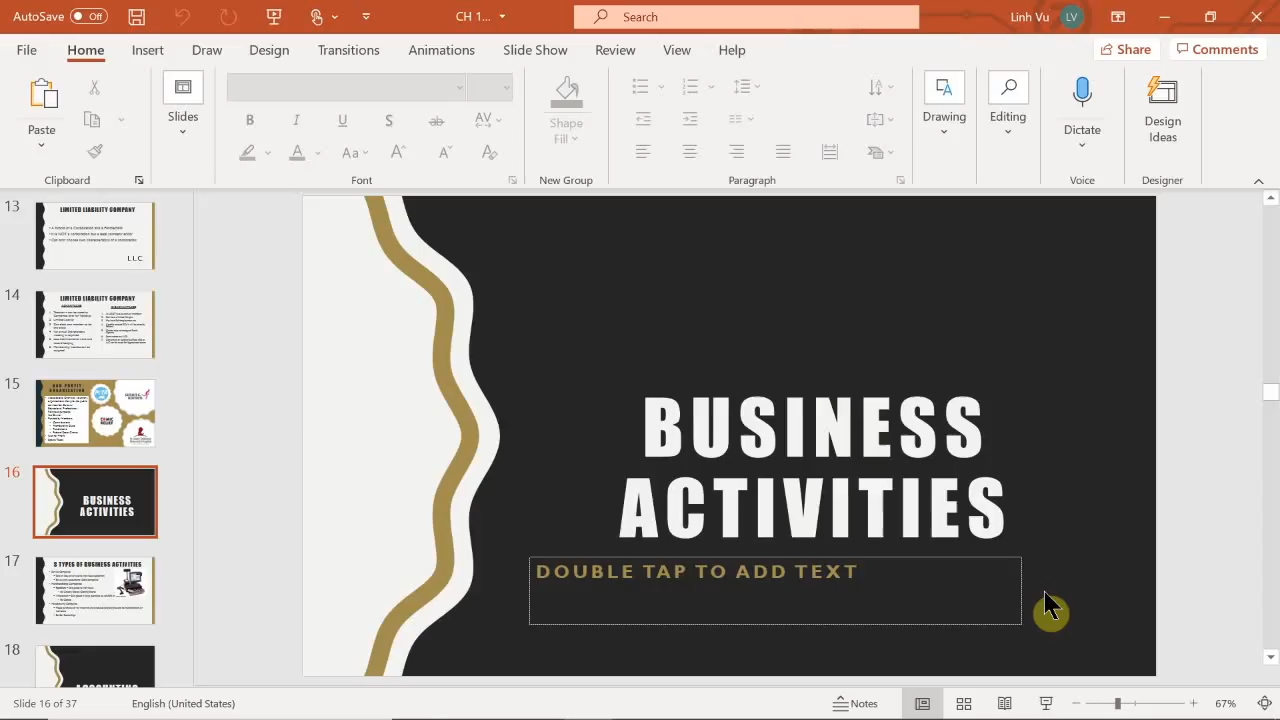 AutoSave Off CH 1... Search Linh Vu LV
File Home Insert Draw Design Transitions Animations Slide Show Review View Help Share Comments
Paste Slides Shape Fill Drawing Editing Dictate Design Ideas
B I U S ab AV
Aa A A
Clipboard Font New Group Paragraph Voice Designer
13
LIMITED LIABILITY COMPANY
L.L.C.
14
LIMITED LIABILITY COMPANY
15
16
BUSINESS
ACTIVITIES
17
3 TYPES OF BUSINESS ACTIVITIES
18
BUSINESS
ACTIVITIES
DOUBLE TAP TO ADD TEXT
Slide 16 of 37 English (United States) Notes 67%